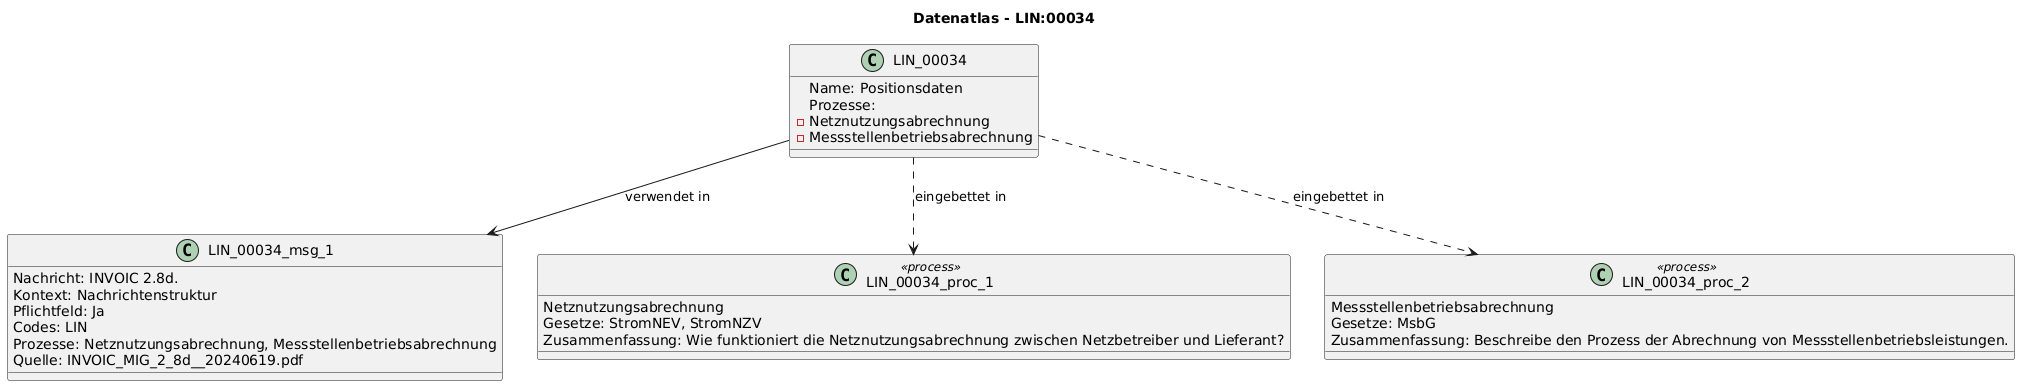 Datenatlas - LIN:00034
C LIN_00034
Name: Positionsdaten
Prozesse:
Netznutzungsabrechnung
Messstellenbetriebsabrechnung
verwendet in
eingebettet in
eingebettet in
C LIN_00034_msg_1
Nachricht: INVOIC 2.8d.
Kontext: Nachrichtenstruktur
Pflichtfeld: Ja
Codes: LIN
Prozesse: Netznutzungsabrechnung, Messstellenbetriebsabrechnung
Quelle: INVOIC_MIG_2_8d__20240619.pdf
«process»
C LIN_00034_proc_1
Netznutzungsabrechnung
Gesetze: StromNEV, StromNZV
Zusammenfassung: Wie funktioniert die Netznutzungsabrechnung zwischen Netzbetreiber und Lieferant?
«process»
C LIN_00034_proc_2
Messstellenbetriebsabrechnung
Gesetze: MsbG
Zusammenfassung: Beschreibe den Prozess der Abrechnung von Messstellenbetriebsleistungen.